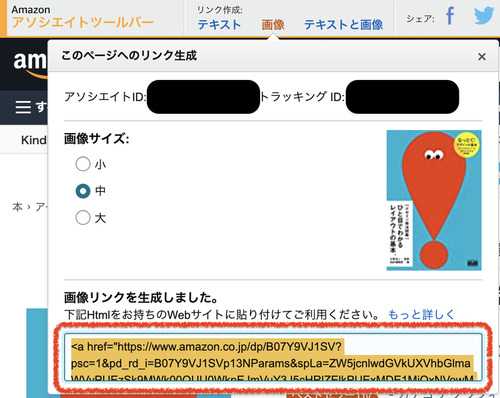 Amazon
アソシエイトツールバー
リンク作成:
テキスト 画像 テキストと画像
シェア:
このページへのリンク生成
×
アソシエイトID: トラッキング ID:
画像サイズ:
小
中
大
ひと目でわかる
レイアウトの基本
画像リンクを生成しました。
下記Htmlをお持ちのWebサイトに貼り付けてご利用ください。 もっと詳しく
<a href="https://www.amazon.co.jp/dp/B07Y9VJ1SV?
psc=1&pd_rd_i=B07Y9VJ1SVp13NParams&spLa=ZW5jcnlwdGVkUXVhbGlma
Kind
本 › アー